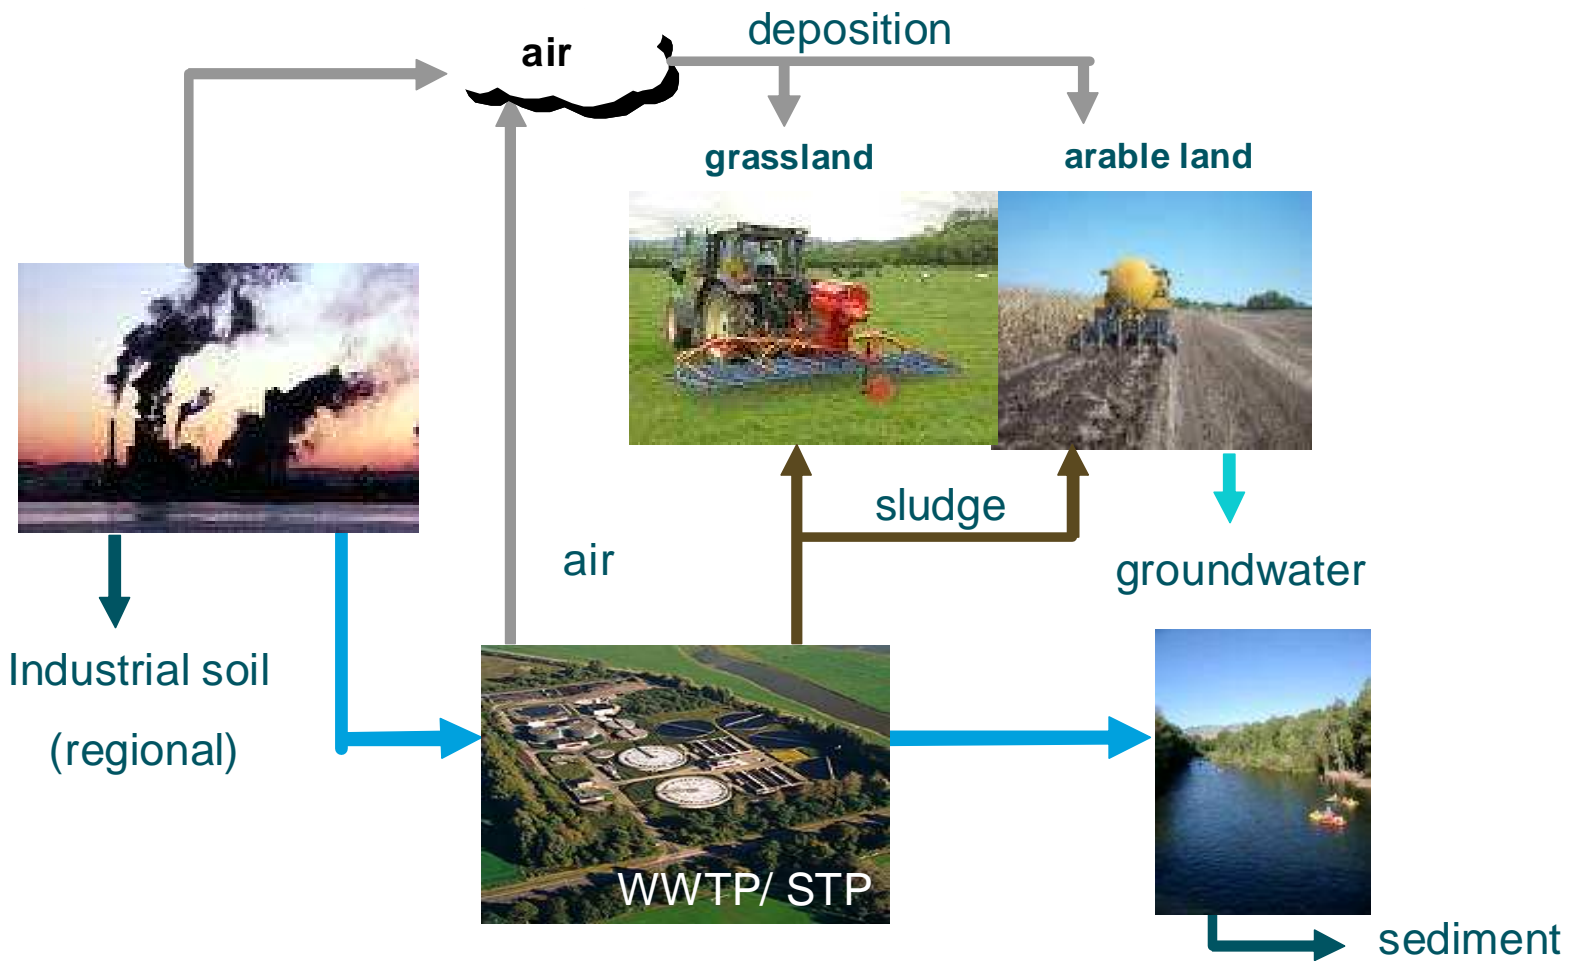 deposition
air
grassland
arable land
sludge
air
groundwater
Industrial soil
(regional)
WWTP/ STP
sediment